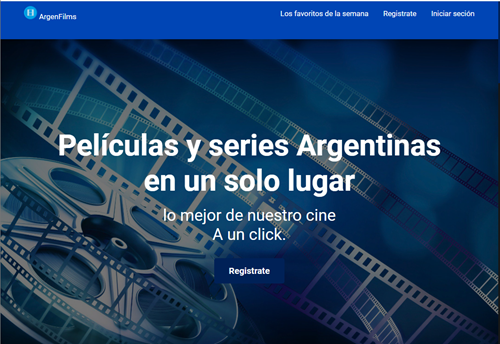 H ArgenFilms
Los favoritos de la semana
Registrate
Iniciar seción
Películas y series Argentinas
en un solo lugar
lo mejor de nuestro cine
A un click.
Registrate